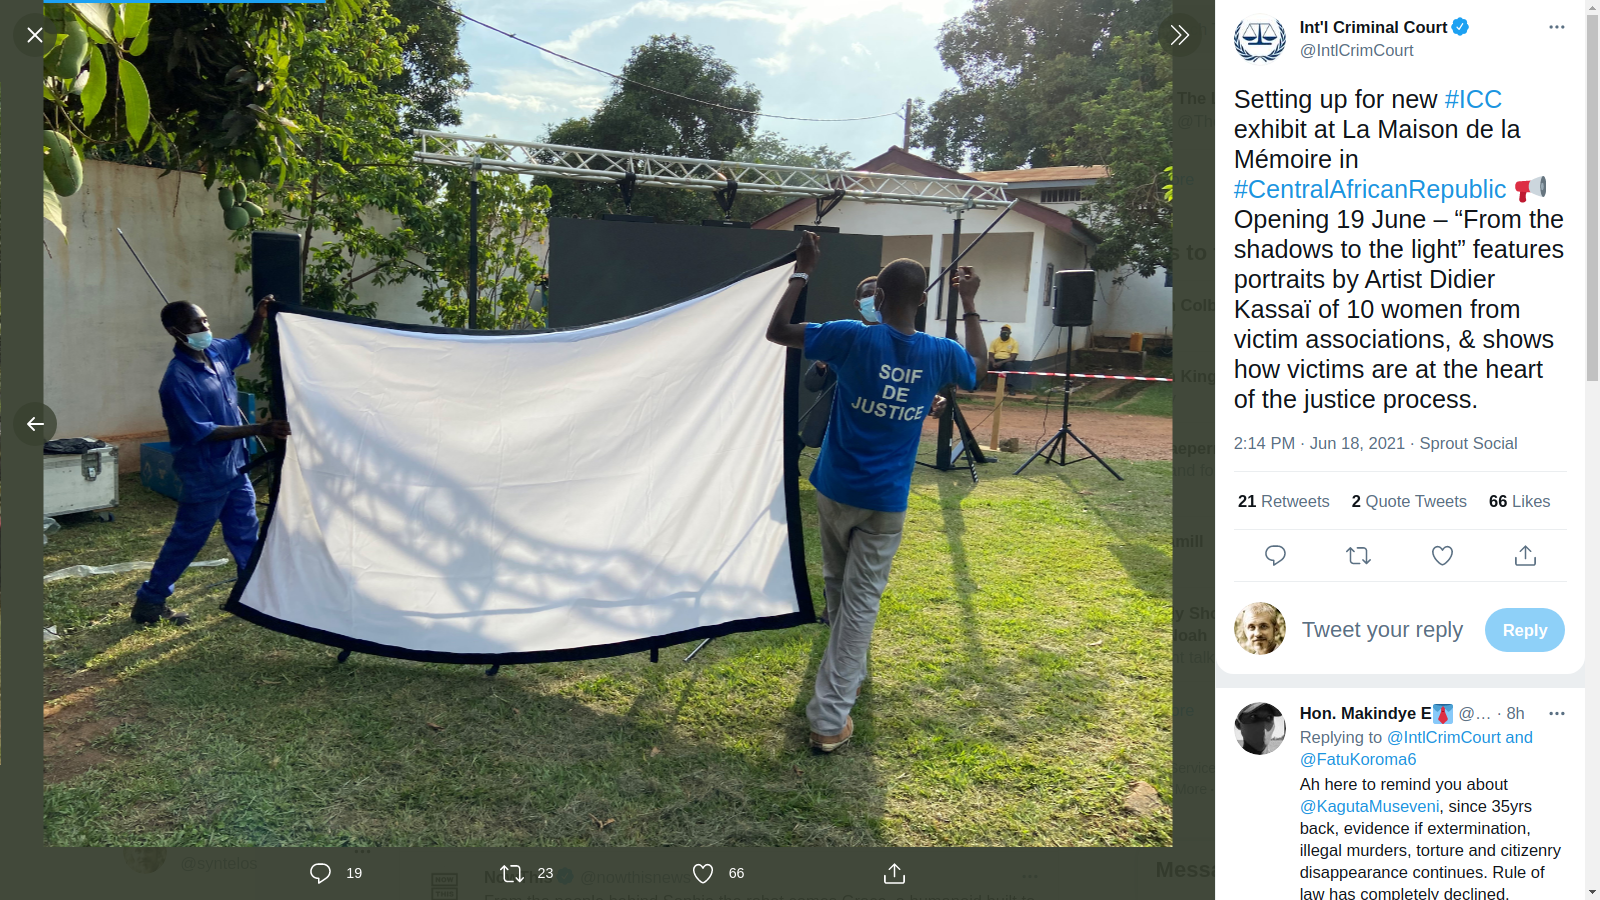 Int'l Criminal Court
@IntlCrimCourt
Setting up for new #ICC
exhibit at La Maison de la
Mémoire in
#CentralAfricanRepublic
Opening 19 June – “From the
shadows to the light” features
portraits by Artist Didier
Kassaï of 10 women from
victim associations, & shows
how victims are at the heart
of the justice process.
2:14 PM · Jun 18, 2021 · Sprout Social
21 Retweets 2 Quote Tweets 66 Likes
Tweet your reply
Reply
Hon. Makindye E @... · 8h
Replying to @IntlCrimCourt and
@FatuKoroma6
Ah here to remind you about
@KagutaMuseveni, since 35yrs
back, evidence if extermination,
illegal murders, torture and citizenry
disappearance continues. Rule of
law has completely declined.
SOIF
DE
JUSTICE
19
23
66
@syntelos
@nowthisnews
Messa